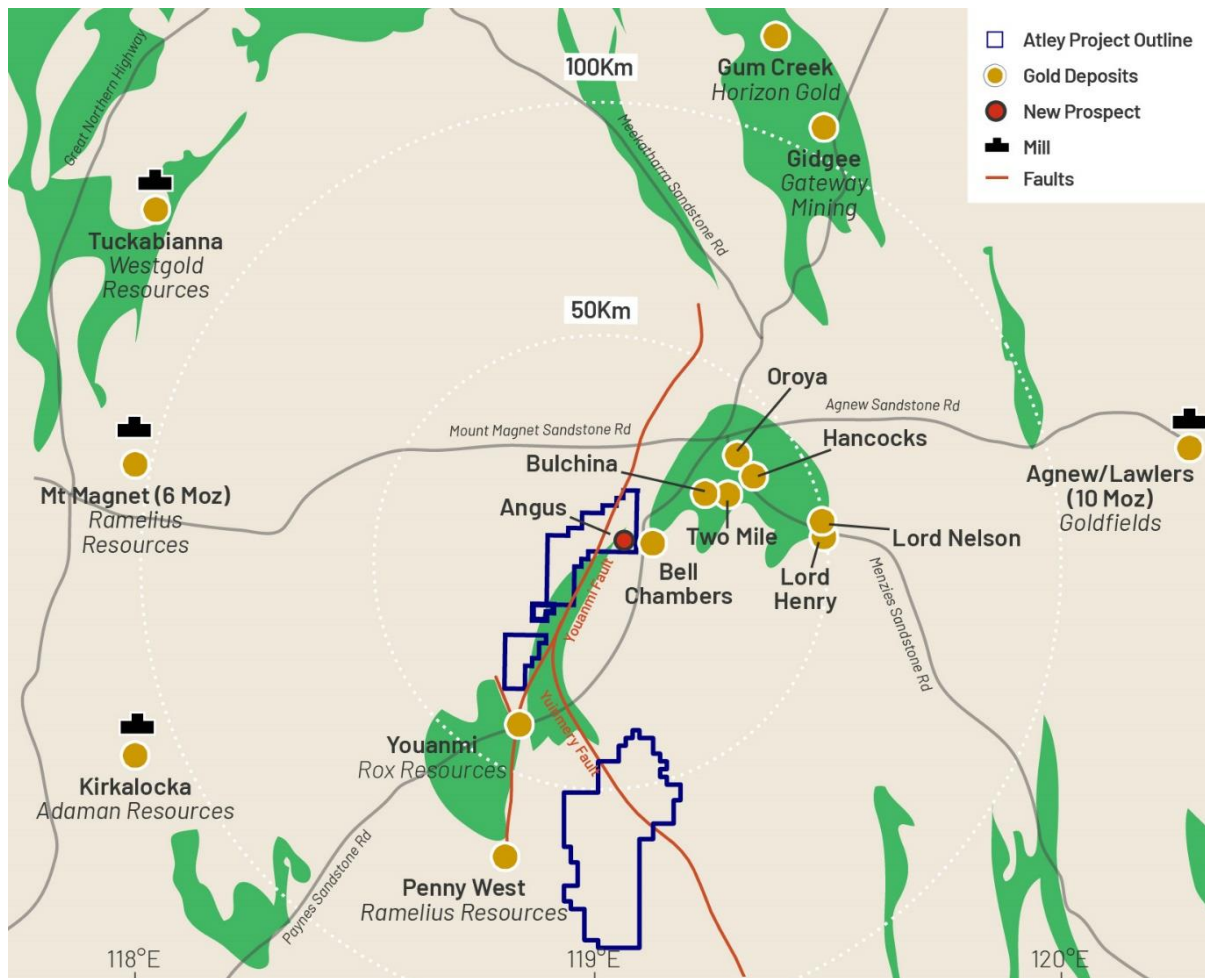 Great Northern Highway
100Km
Gum Creek
Horizon Gold
Atley Project Outline
Gold Deposits
New Prospect
Mill
Faults
Meekatharra Sandstone Rd
Gidgee
Gateway
Mining
Tuckabianna
Westgold
Resources
50Km
Oroya
Agnew Sandstone Rd
Mount Magnet Sandstone Rd
Hancocks
Bulchina
Mt Magnet (6 Moz)
Ramelius
Resources
Agnew/Lawlers
(10 Moz)
Goldfields
Angus
Two Mile
Lord Nelson
Bell
Chambers
Lord
Henry
Youanmi Fault
Menzies Sandstone Rd
Yuinmery Fault
Youanmi
Rox Resources
Kirkalocka
Adaman Resources
Penny West
Ramelius Resources
Paynes Sandstone Rd
118°E
119°E
120°E